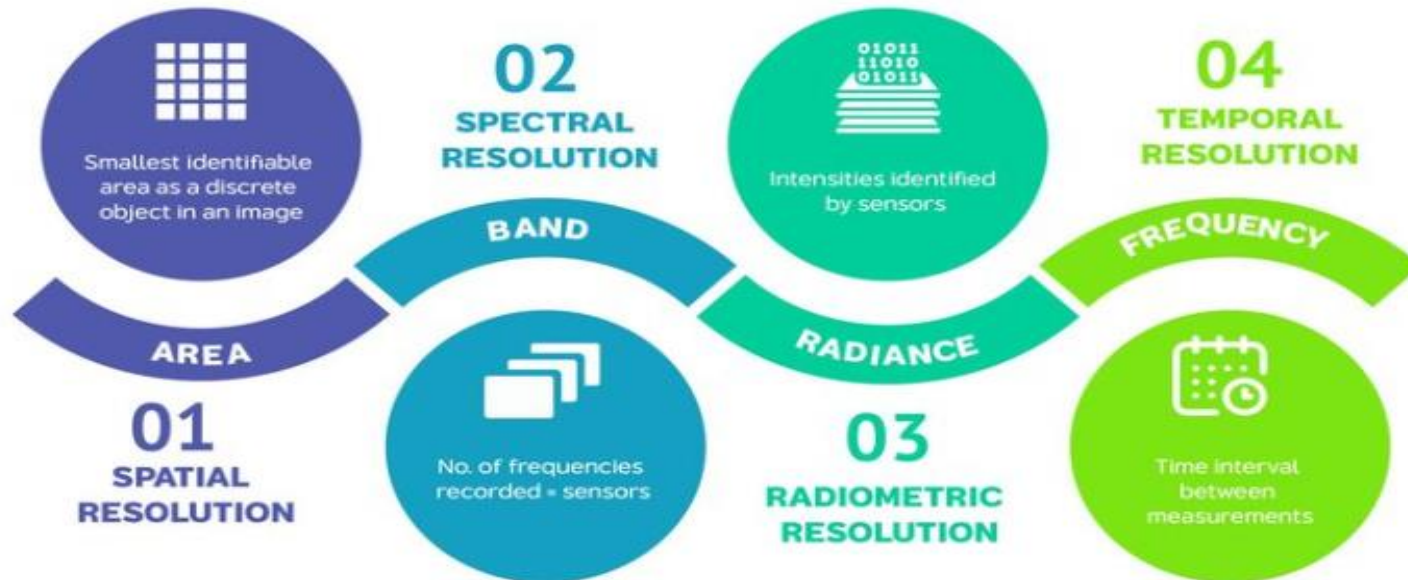 Smallest identifiable
area as a discrete
object in an image
AREA
01
SPATIAL
RESOLUTION
02
SPECTRAL
RESOLUTION
BAND
No. of frequencies
recorded = sensors
01011
11010
01011
Intensities identified
by sensors
RADIANCE
03
RADIOMETRIC
RESOLUTION
04
TEMPORAL
RESOLUTION
FREQUENCY
Time interval
between
measurements